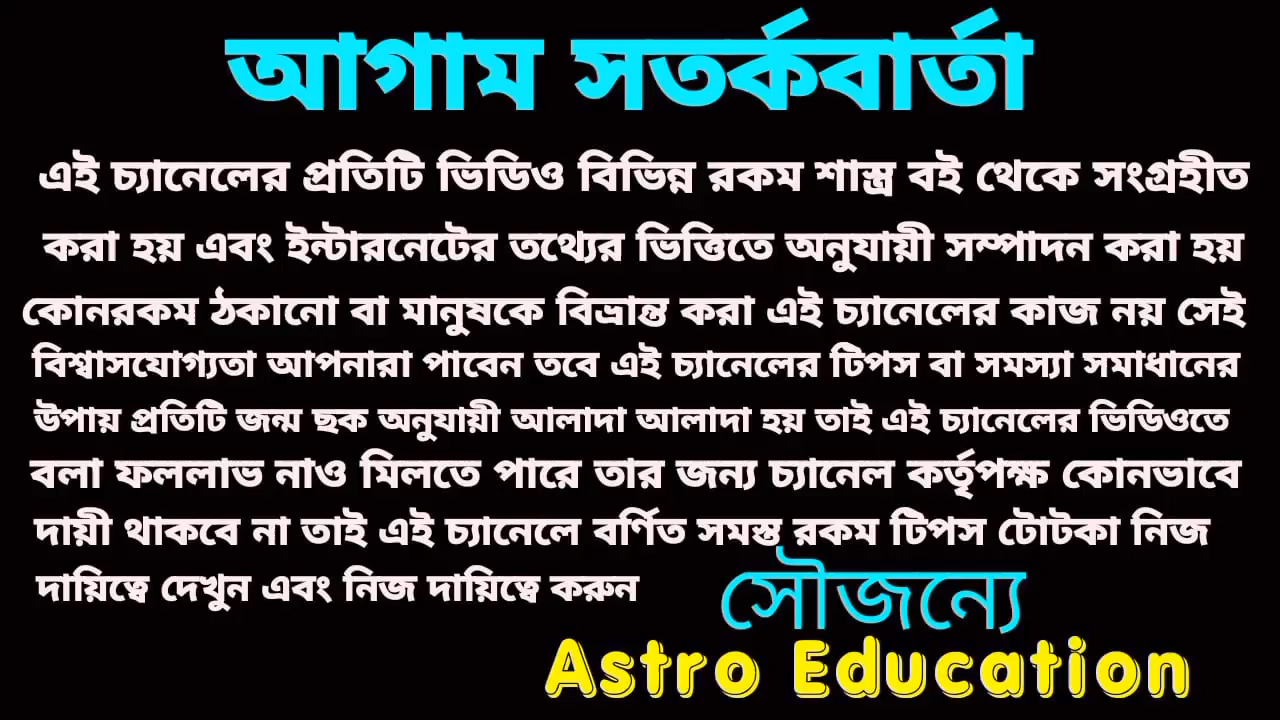 আগাম সতর্কবার্তা
এই চ্যানেলের প্রতিটি ভিডিও বিভিন্ন রকম শাস্ত্র বই থেকে সংগ্রহীত
করা হয় এবং ইন্টারনেটের তথ্যের ভিত্তিতে অনুযায়ী সম্পাদন করা হয়
কোনরকম ঠকানো বা মানুষকে বিভ্রান্ত করা এই চ্যানেলের কাজ নয় সেই
বিশ্বাসযোগ্যতা আপনারা পাবেন তবে এই চ্যানেলের টিপস বা সমস্যা সমাধানের
উপায় প্রতিটি জন্ম ছক অনুযায়ী আলাদা আলাদা হয় তাই এই চ্যানেলের ভিডিওতে
বলা ফললাভ নাও মিলতে পারে তার জন্য চ্যানেল কর্তৃপক্ষ কোনভাবে
দায়ী থাকবে না তাই এই চ্যানেলে বর্ণিত সমস্ত রকম টিপস টোটকা নিজ
দায়িত্বে দেখুন এবং নিজ দায়িত্বে করুন
সৌজন্যে
Astro Education